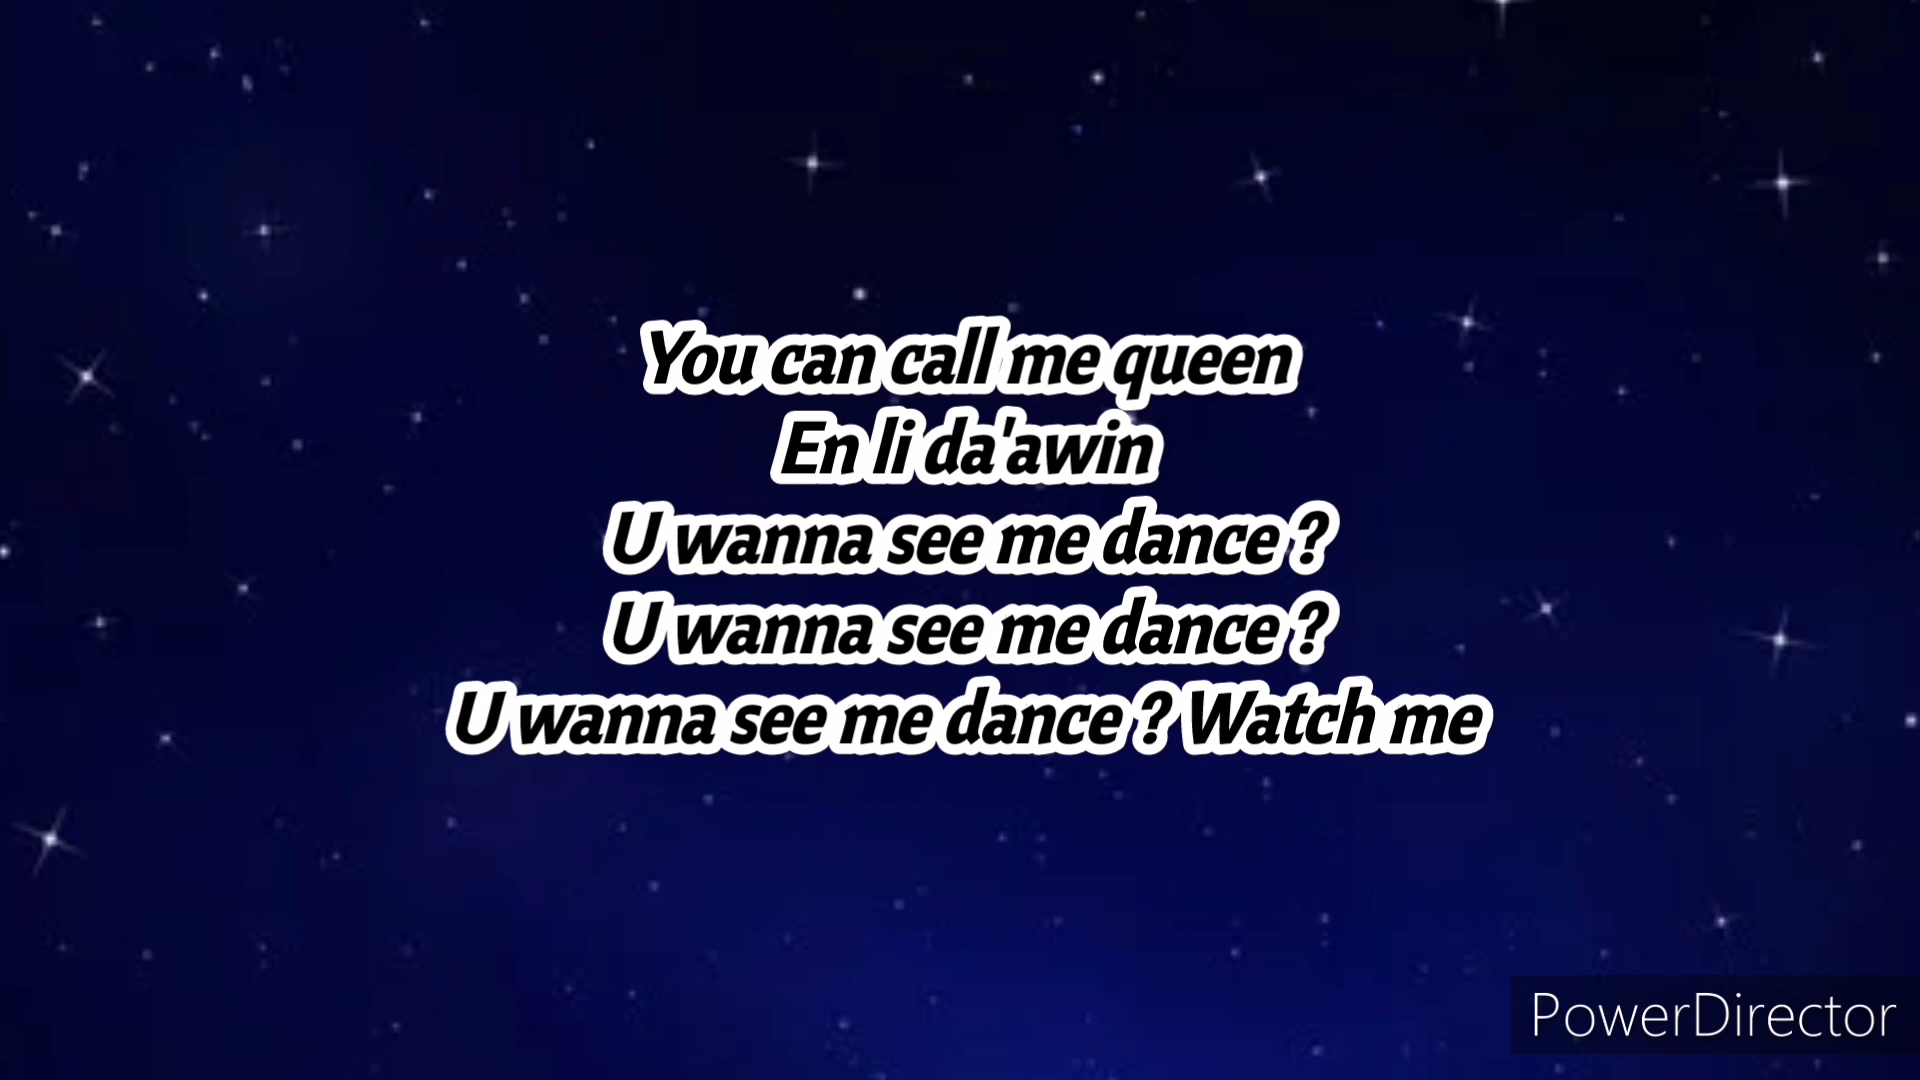 You can call me queen
En li da'awin
U wanna see me dance ?
U wanna see me dance ?
U wanna see me dance ? Watch me
PowerDirector